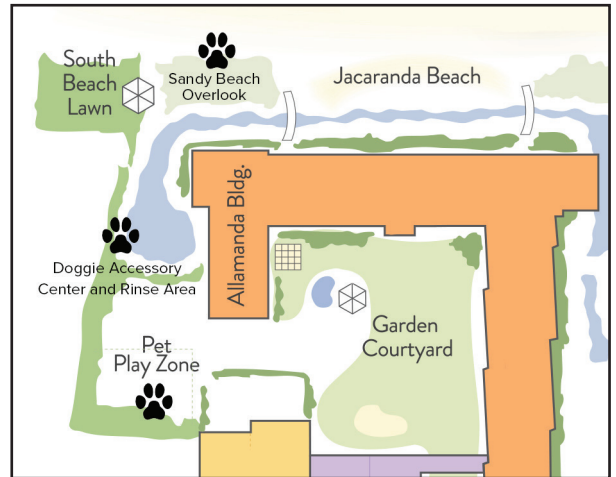 South
Beach
Lawn
Sandy Beach
Overlook
Jacaranda Beach
Allamanda Bldg.
Doggie Accessory
Center and Rinse Area
Garden
Courtyard
Pet
Play Zone